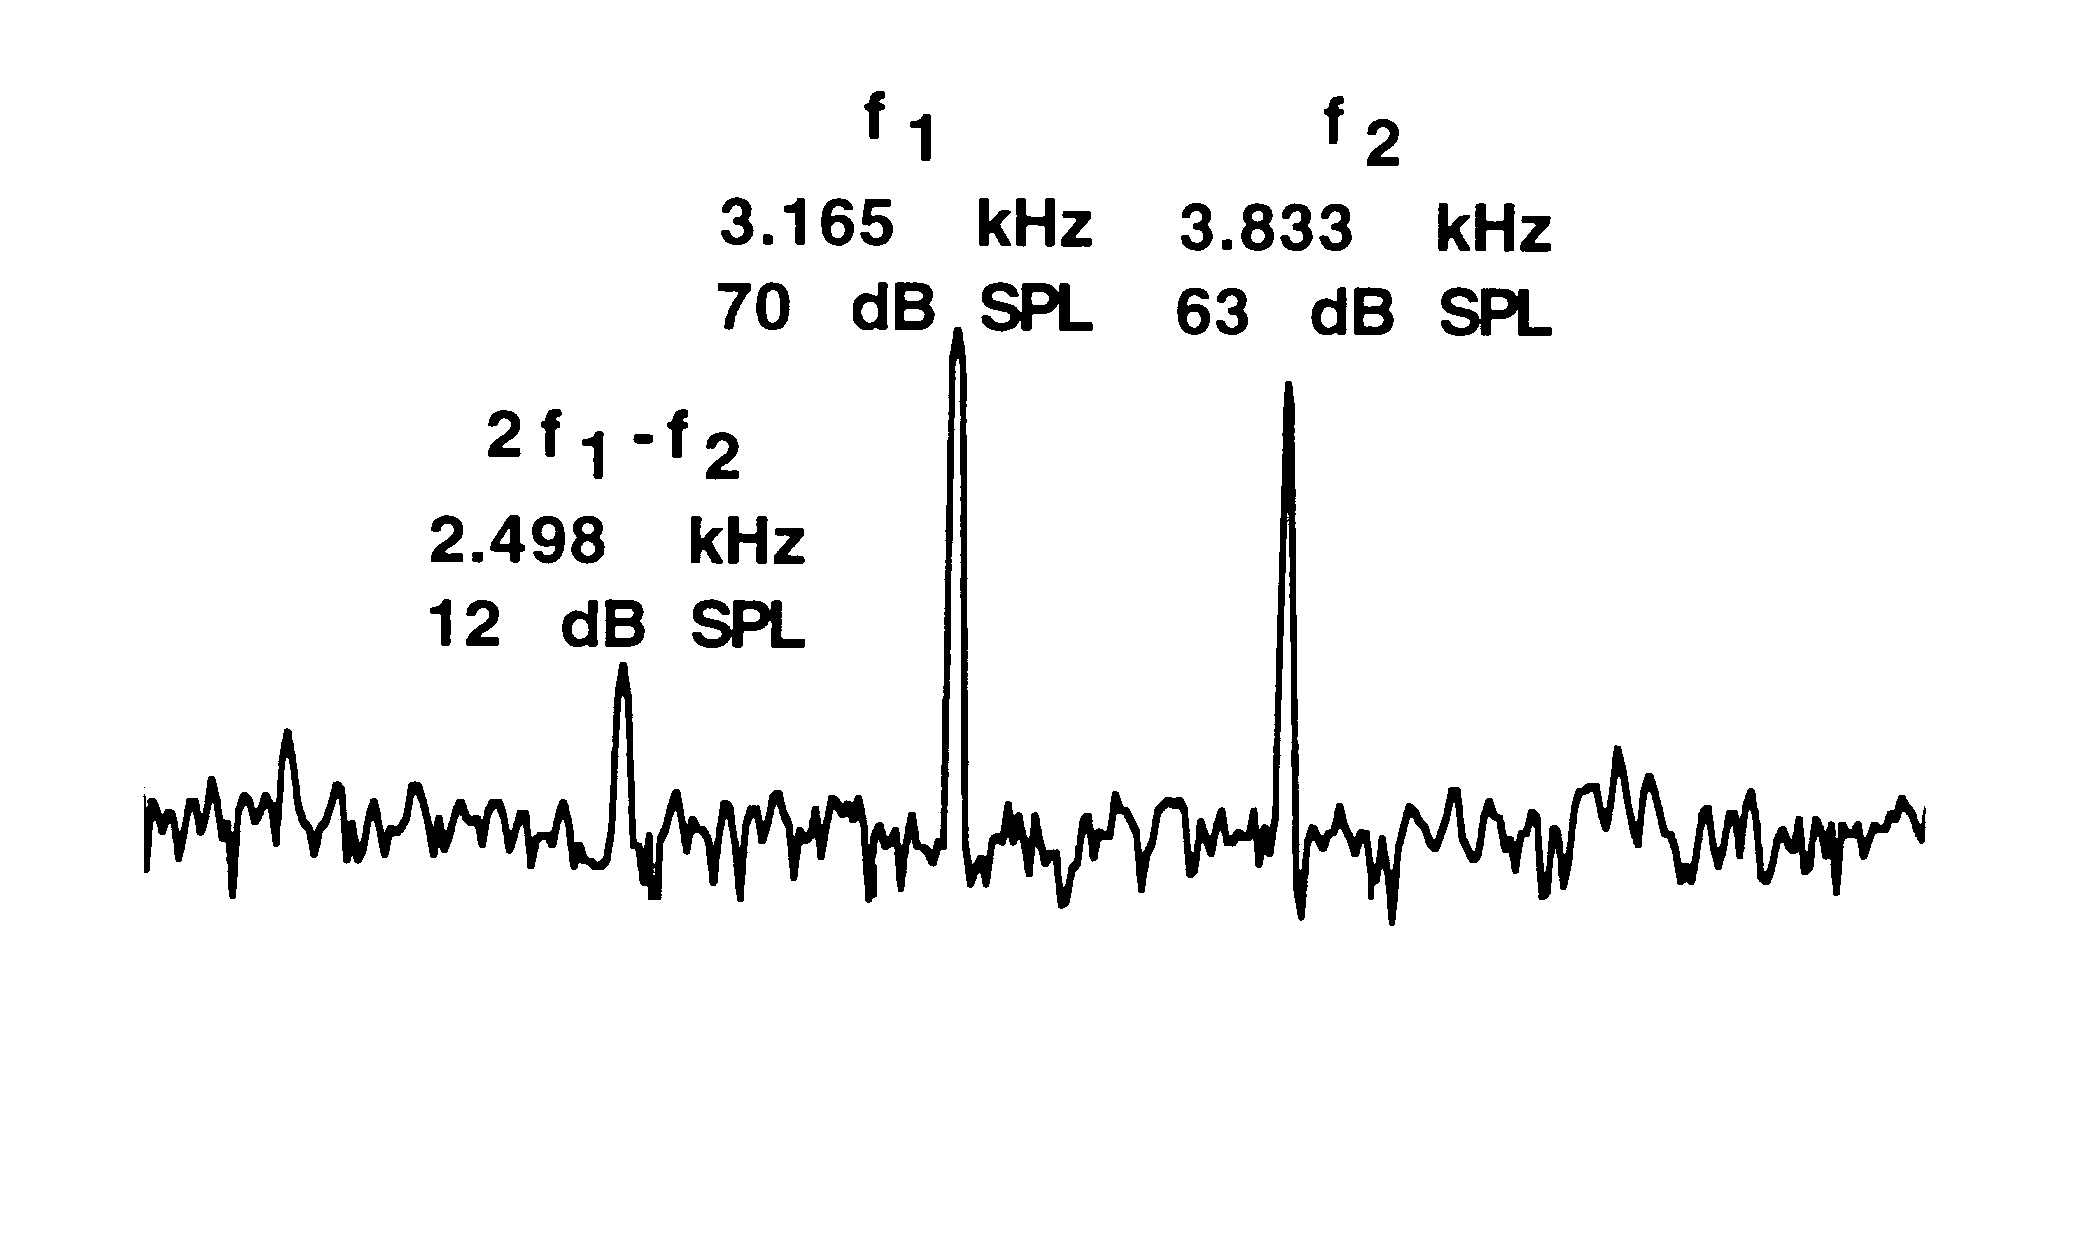 f 1
3.165 kHz
70 dB SPL
f 2
3.833 kHz
63 dB SPL
2 f 1 - f 2
2.498 kHz
12 dB SPL